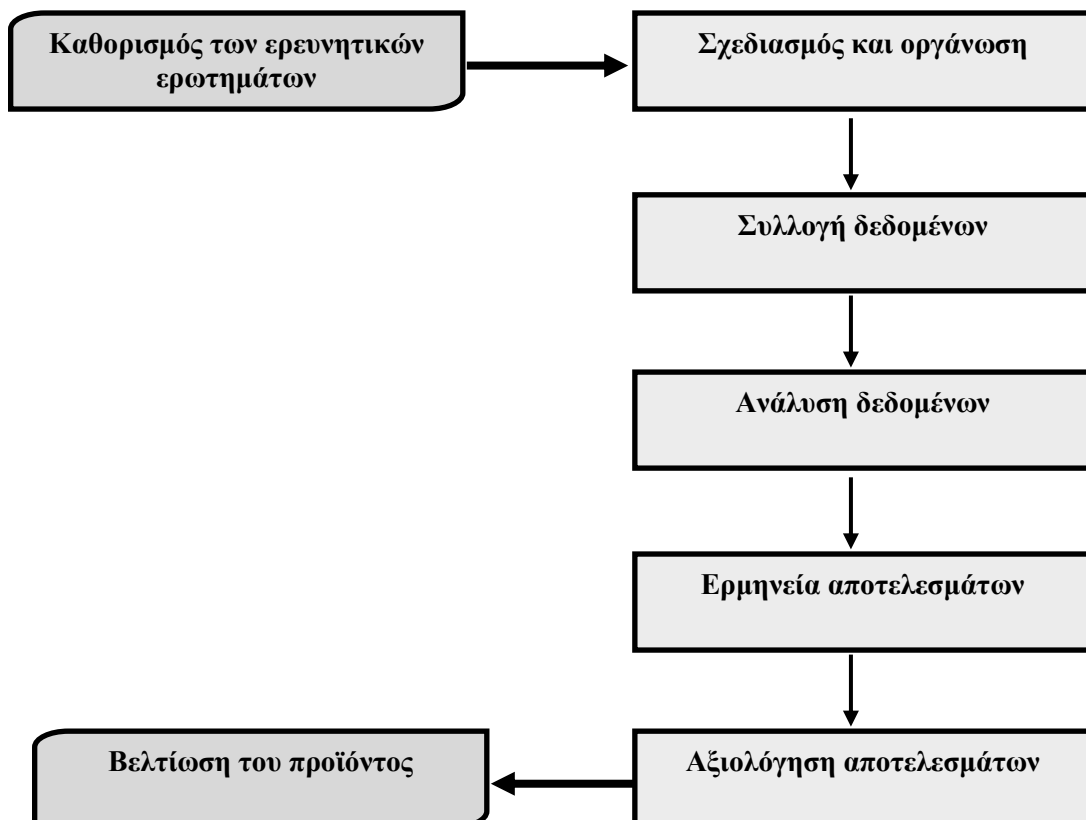 Καθορισμός των ερευνητικών
ερωτημάτων
Σχεδιασμός και οργάνωση
Συλλογή δεδομένων
Ανάλυση δεδομένων
Ερμηνεία αποτελεσμάτων
Αξιολόγηση αποτελεσμάτων
Βελτίωση του προϊόντος